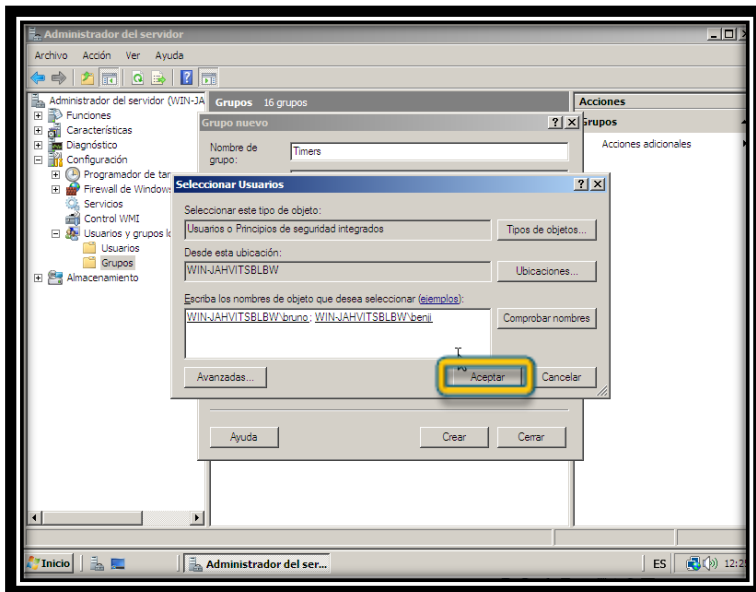 Administrador del servidor
Archivo Acción Ver Ayuda
Administrador del servidor (WIN-JA
Funciones
Características
Diagnóstico
Configuración
Programador de tar
Firewall de Window
Servicios
Control WMI
Usuarios y grupos lo
Usuarios
Grupos
Almacenamiento
Grupos 16 grupos
Acciones
Grupos
Acciones adicionales
Grupo nuevo
Nombre de grupo:
Timers
Seleccionar Usuarios
Seleccionar este tipo de objeto:
Usuarios o Principios de seguridad integrados
Tipos de objetos...
Desde esta ubicación:
WIN-JAHVITSBLBW
Ubicaciones...
Escriba los nombres de objeto que desea seleccionar (ejemplos):
WIN-JAHVITSBLBW\bruno; WIN-JAHVITSBLBW\benji
Comprobar nombres
Avanzadas...
Aceptar
Cancelar
Ayuda
Crear
Cerrar
Inicio
Administrador del ser...
ES